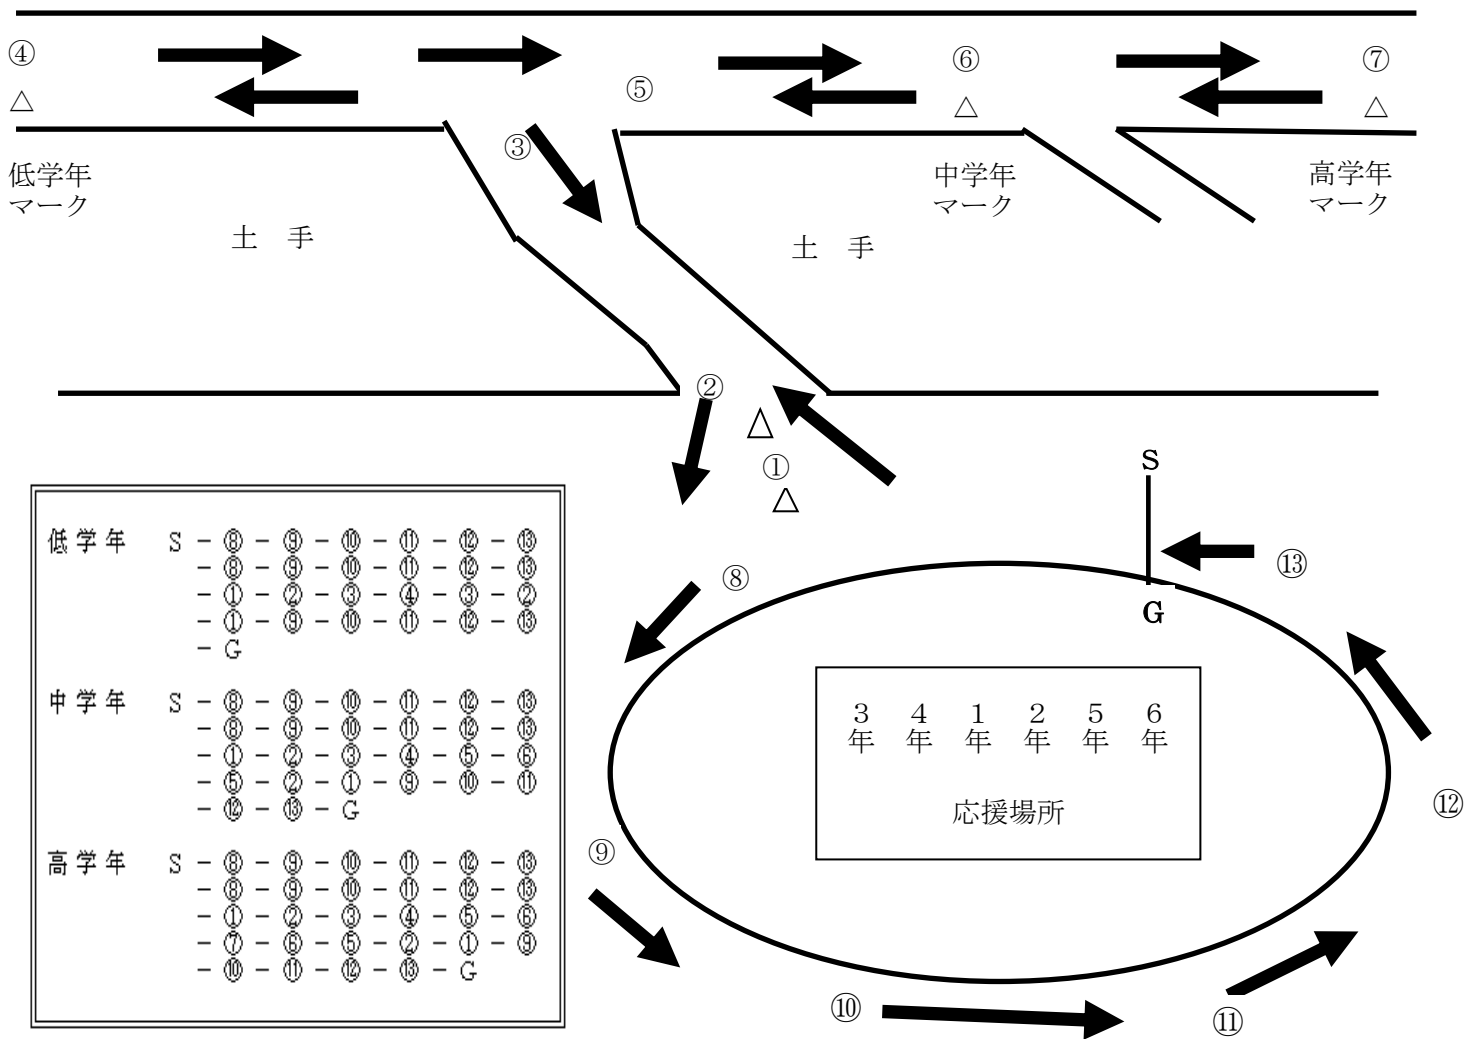 ④ ⑥ ⑦
⑤
△ △ △
③
低学年
マーク
中学年
マーク
高学年
マーク
土 手
土 手
②
△
①
△
S
⑬
G
⑧
低学年 S － ⑧ － ⑨ － ⑩ － ⑪ － ⑫ － ⑬
－ ⑧ － ⑨ － ⑩ － ⑪ － ⑫ － ⑬
－ ① － ② － ③ － ④ － ③ － ②
－ ① － ⑨ － ⑩ － ⑪ － ⑫ － ⑬
－ G
中学年 S － ⑧ － ⑨ － ⑩ － ⑪ － ⑫ － ⑬
－ ⑧ － ⑨ － ⑩ － ⑪ － ⑫ － ⑬
－ ① － ② － ③ － ④ － ⑤ － ⑥
－ ⑤ － ② － ① － ⑨ － ⑩ － ⑪
－ ⑫ － ⑬ － G
高学年 S － ⑧ － ⑨ － ⑩ － ⑪ － ⑫ － ⑬
－ ⑧ － ⑨ － ⑩ － ⑪ － ⑫ － ⑬
－ ① － ② － ③ － ④ － ⑤ － ⑥
－ ⑦ － ⑥ － ⑤ － ② － ① － ⑨
－ ⑩ － ⑪ － ⑫ － ⑬ － G
３年 ４年 １年 ２年 ５年 ６年
応援場所
⑫
⑨
⑩
⑪